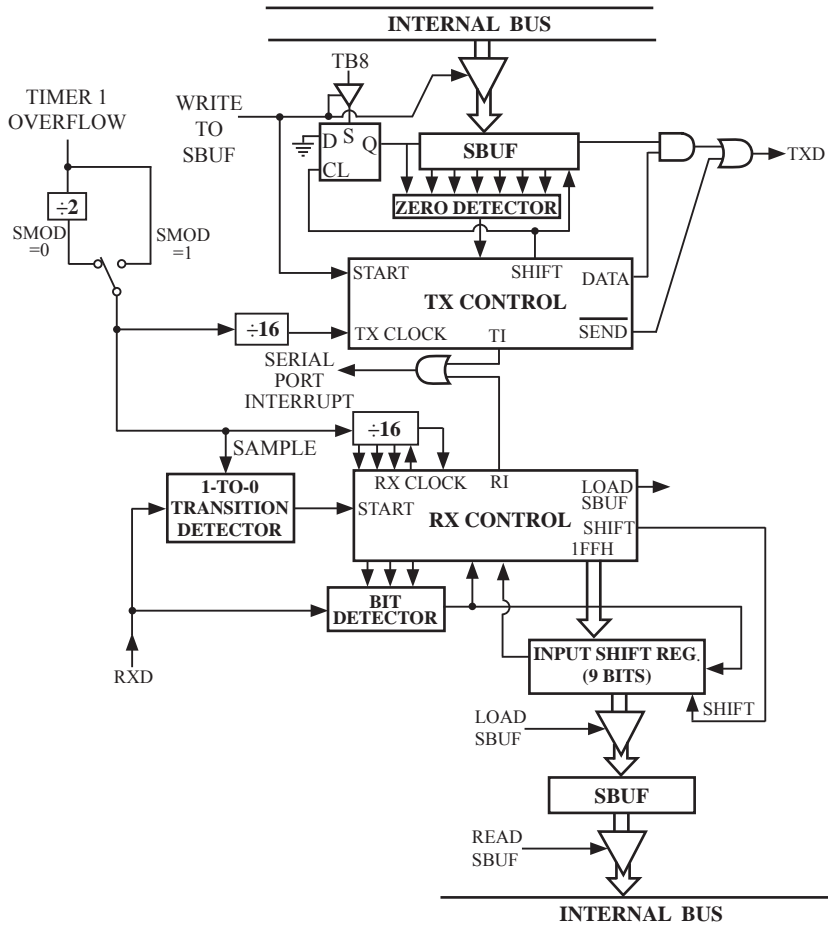 INTERNAL BUS
TB8
TIMER 1
OVERFLOW
WRITE
TO
SBUF
D
S
Q
CL
SBUF
TXD
÷2
ZERO DETECTOR
SMOD
=0
SMOD
=1
START
SHIFT
DATA
TX CONTROL
÷16
TX CLOCK
TI
SEND
SERIAL
PORT
INTERRUPT
÷16
SAMPLE
1-TO-0
TRANSITION
DETECTOR
RX CLOCK
RI
LOAD
SBUF
START
RX CONTROL
SHIFT
1FFH
BIT
DETECTOR
RXD
INPUT SHIFT REG.
(9 BITS)
SHIFT
LOAD
SBUF
SBUF
READ
SBUF
INTERNAL BUS